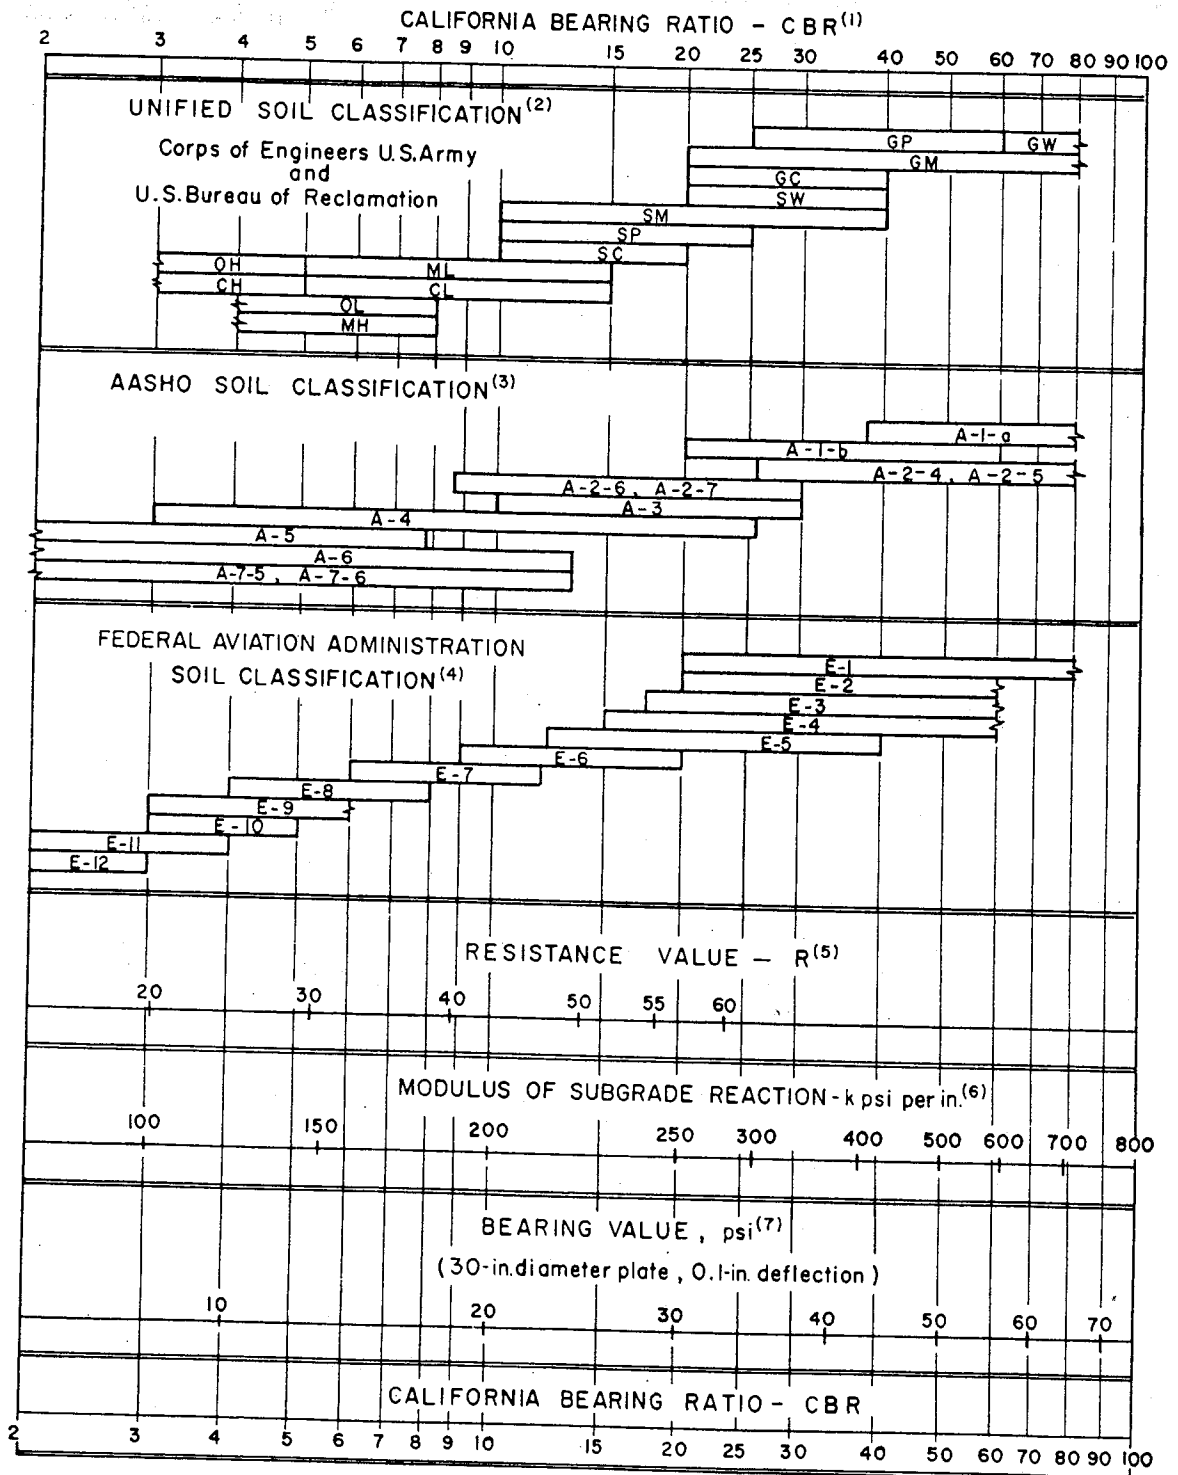 CALIFORNIA BEARING RATIO - CBR(1)
2 3 4 5 6 7 8 9 10 15 20 25 30 40 50 60 70 80 90 100
UNIFIED SOIL CLASSIFICATION(2)
Corps of Engineers U.S. Army
and
U.S. Bureau of Reclamation
GP GW
GM
GC
SW
SM
SP
SC
OH ML
CH CL
OL
MH
AASHO SOIL CLASSIFICATION(3)
A-1-a
A-1-b
A-2-4, A-2-5
A-2-6, A-2-7
A-3
A-4
A-5
A-6
A-7-5, A-7-6
FEDERAL AVIATION ADMINISTRATION
SOIL CLASSIFICATION(4)
E-1
E-2
E-3
E-4
E-5
E-6
E-7
E-8
E-9
E-10
E-11
E-12
RESISTANCE VALUE - R(5)
20 30 40 50 55 60
MODULUS OF SUBGRADE REACTION - k psi per in.(6)
100 150 200 250 300 400 500 600 700 800
BEARING VALUE, psi(7)
(30-in. diameter plate, 0.1-in. deflection)
10 20 30 40 50 60 70
CALIFORNIA BEARING RATIO - CBR
2 3 4 5 6 7 8 9 10 15 20 25 30 40 50 60 70 80 90 100